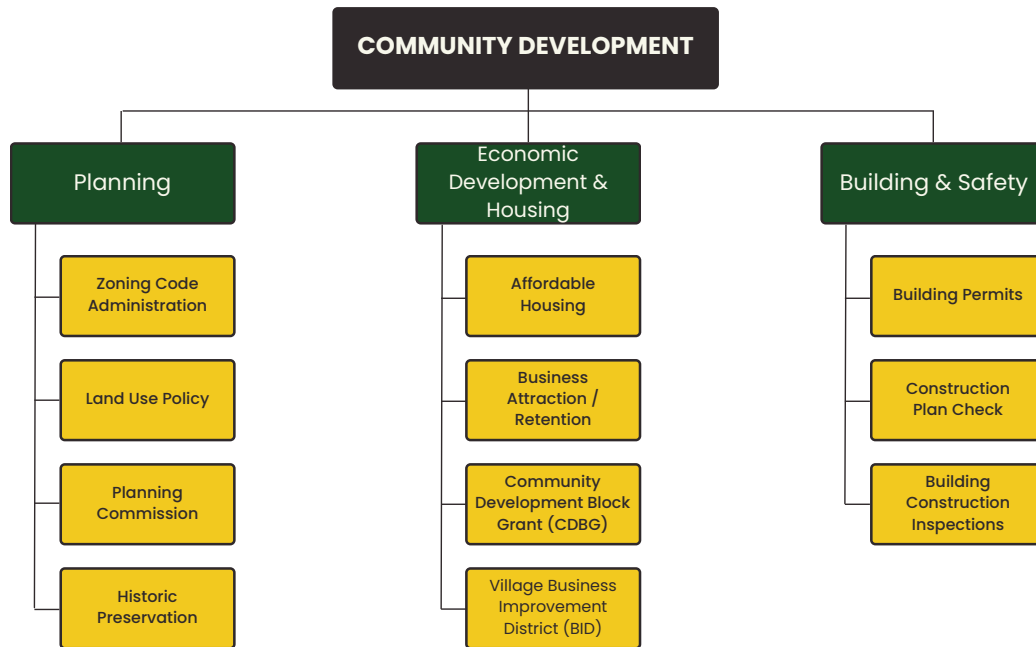 COMMUNITY DEVELOPMENT
Planning
Zoning Code
Administration
Land Use Policy
Planning
Commission
Historic
Preservation
Economic
Development &
Housing
Affordable
Housing
Business
Attraction /
Retention
Community
Development Block
Grant (CDBG)
Village Business
Improvement
District (BID)
Building & Safety
Building Permits
Construction
Plan Check
Building
Construction
Inspections